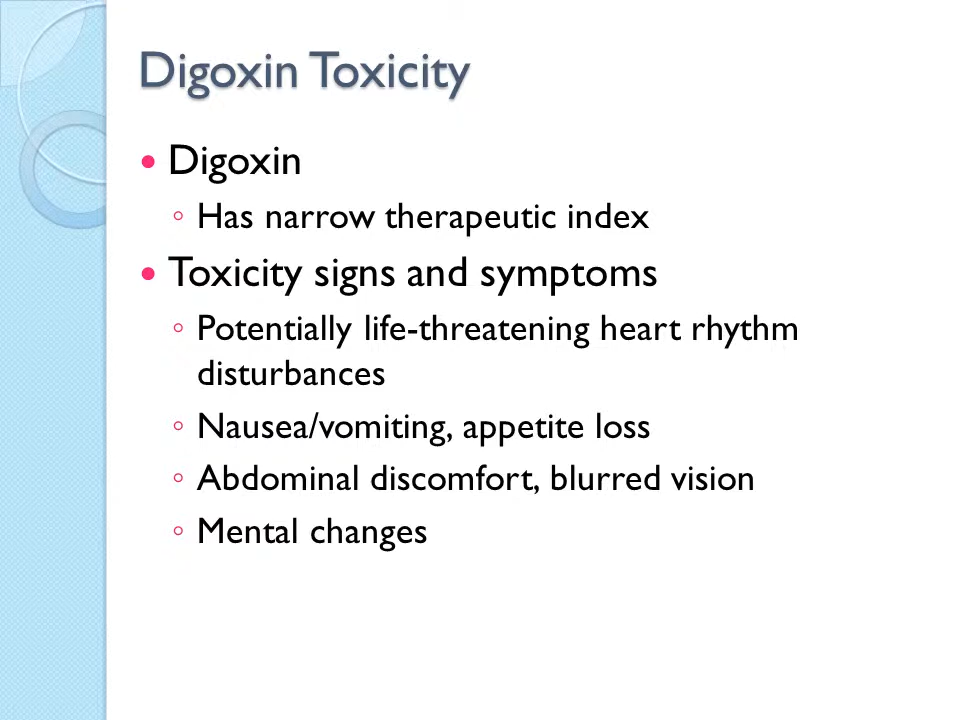 Digoxin Toxicity
• Digoxin
◦ Has narrow therapeutic index
• Toxicity signs and symptoms
◦ Potentially life-threatening heart rhythm
disturbances
◦ Nausea/vomiting, appetite loss
◦ Abdominal discomfort, blurred vision
◦ Mental changes